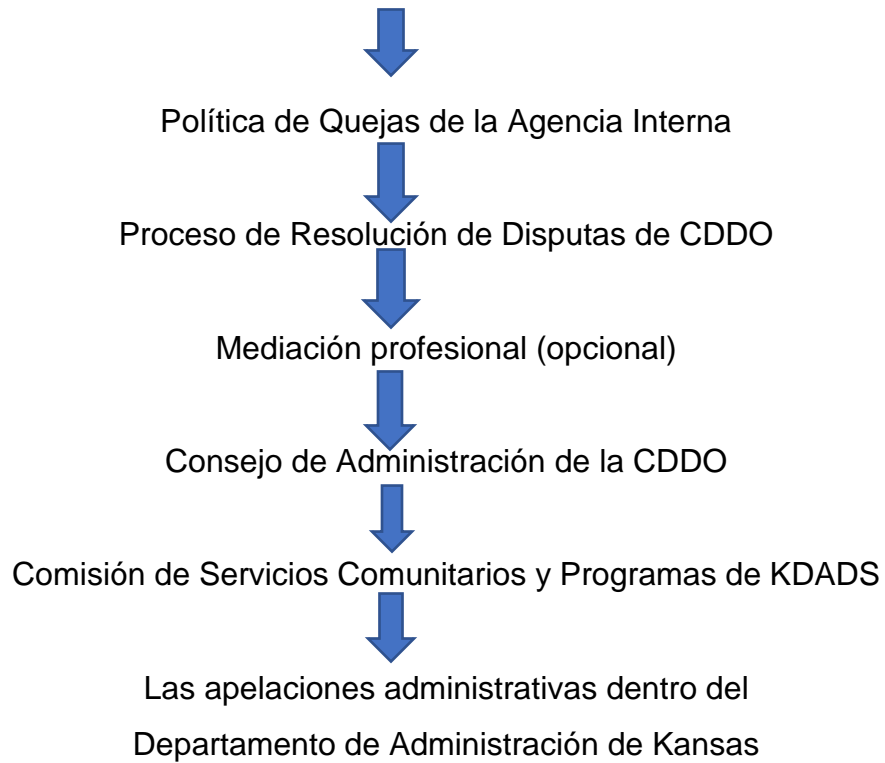 Política de Quejas de la Agencia Interna
Proceso de Resolución de Disputas de CDDO
Mediación profesional (opcional)
Consejo de Administración de la CDDO
Comisión de Servicios Comunitarios y Programas de KDADS
Las apelaciones administrativas dentro del
Departamento de Administración de Kansas